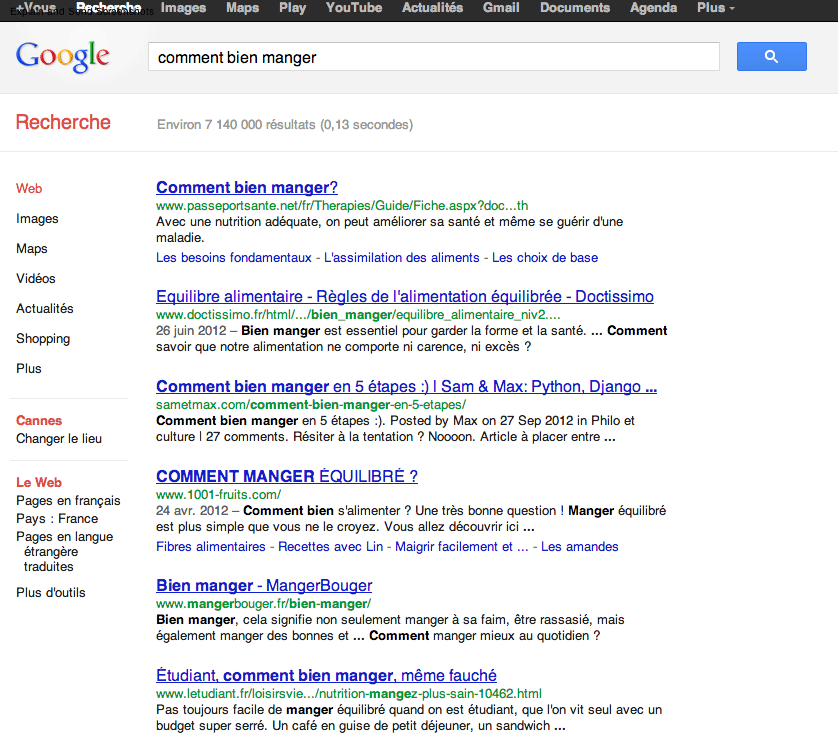 +Vous Recherche Images Maps Play YouTube Actualités Gmail Documents Agenda Plus
Explain and Send Screenshots
Google
comment bien manger
Recherche
Environ 7 140 000 résultats (0,13 secondes)
Web
Images
Maps
Vidéos
Actualités
Shopping
Plus
Cannes
Changer le lieu
Le Web
Pages en français
Pays : France
Pages en langue
étrangère
traduites
Plus d'outils
Comment bien manger?
www.passeportsante.net/fr/Therapies/Guide/Fiche.aspx?doc...th
Avec une nutrition adéquate, on peut améliorer sa santé et même se guérir d'une
maladie.
Les besoins fondamentaux - L'assimilation des aliments - Les choix de base
Equilibre alimentaire - Règles de l'alimentation équilibrée - Doctissimo
www.doctissimo.fr/html/.../bien_manger/equilibre_alimentaire_niv2....
26 juin 2012 – Bien manger est essentiel pour garder la forme et la santé. ... Comment
savoir que notre alimentation ne comporte ni carence, ni excès ?
Comment bien manger en 5 étapes :) | Sam & Max: Python, Django ...
sametmax.com/comment-bien-manger-en-5-etapes/
Comment bien manger en 5 étapes :). Posted by Max on 27 Sep 2012 in Philo et
culture | 27 comments. Résiter à la tentation ? Noooon. Article à placer entre ...
COMMENT MANGER ÉQUILIBRÉ ?
www.1001-fruits.com/
24 avr. 2012 – Comment bien s'alimenter ? Une très bonne question ! Manger équilibré
est plus simple que vous ne le croyez. Vous allez découvrir ici ...
Fibres alimentaires - Recettes avec Lin - Maigrir facilement et ... - Les amandes
Bien manger - MangerBouger
www.mangerbouger.fr/bien-manger/
Bien manger, cela signifie non seulement manger à sa faim, être rassasié, mais
également manger des bonnes et ... Comment manger mieux au quotidien ?
Étudiant, comment bien manger, même fauché
www.letudiant.fr/loisirsvie.../nutrition-mangez-plus-sain-10462.html
Pas toujours facile de manger équilibré quand on est étudiant, que l'on vit seul avec un
budget super serré. Un café en guise de petit déjeuner, un sandwich ...